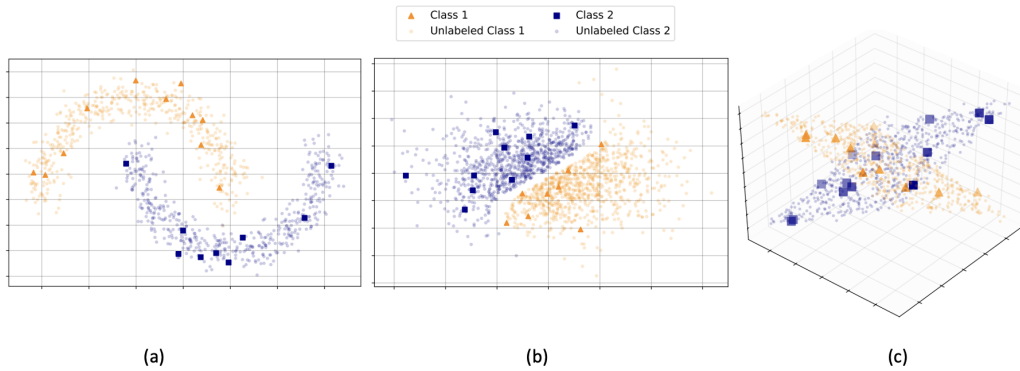 Class 1
Class 2
Unlabeled Class 1
Unlabeled Class 2
(a)
(b)
(c)